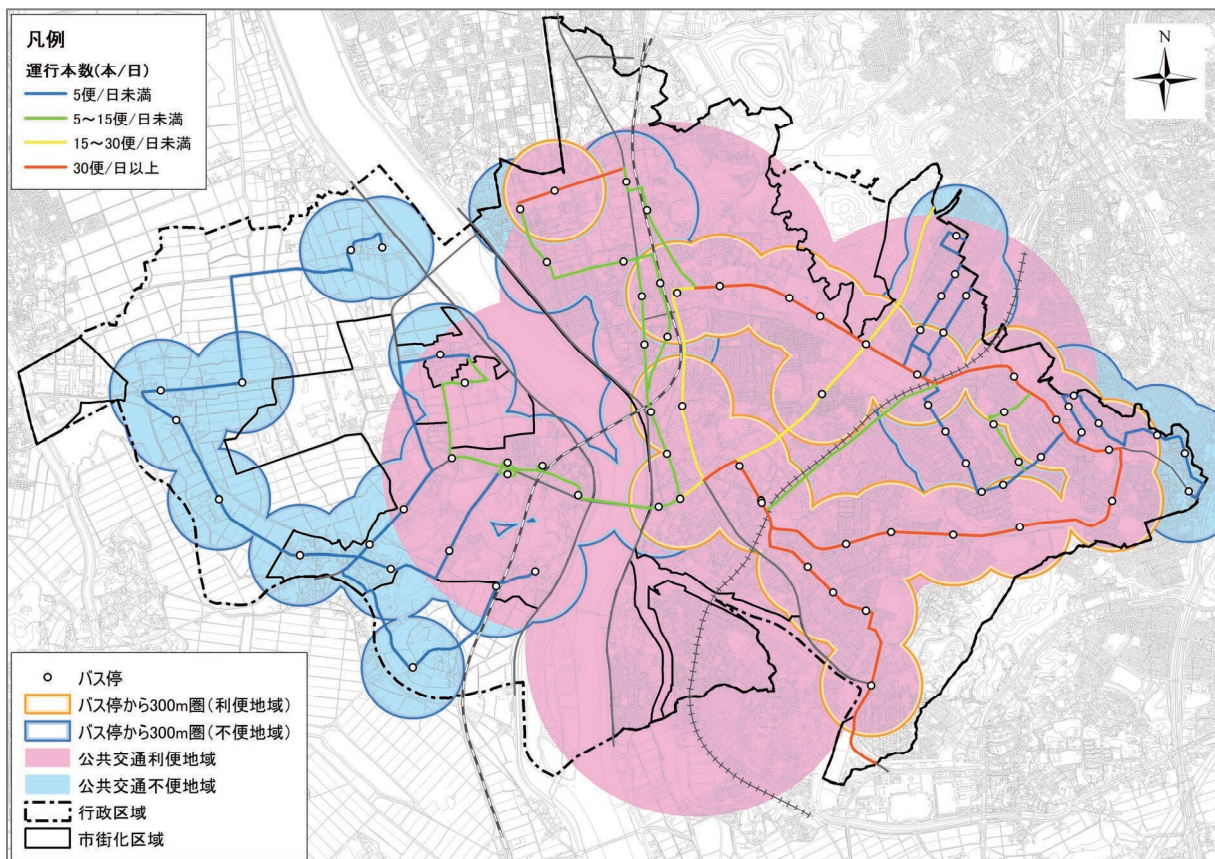 凡例
運行本数(本/日)
5便/日未満
5～15便/日未満
15～30便/日未満
30便/日以上
N
バス停
バス停から300m圏(利便地域)
バス停から300m圏(不便地域)
公共交通利便地域
公共交通不便地域
行政区域
市街化区域